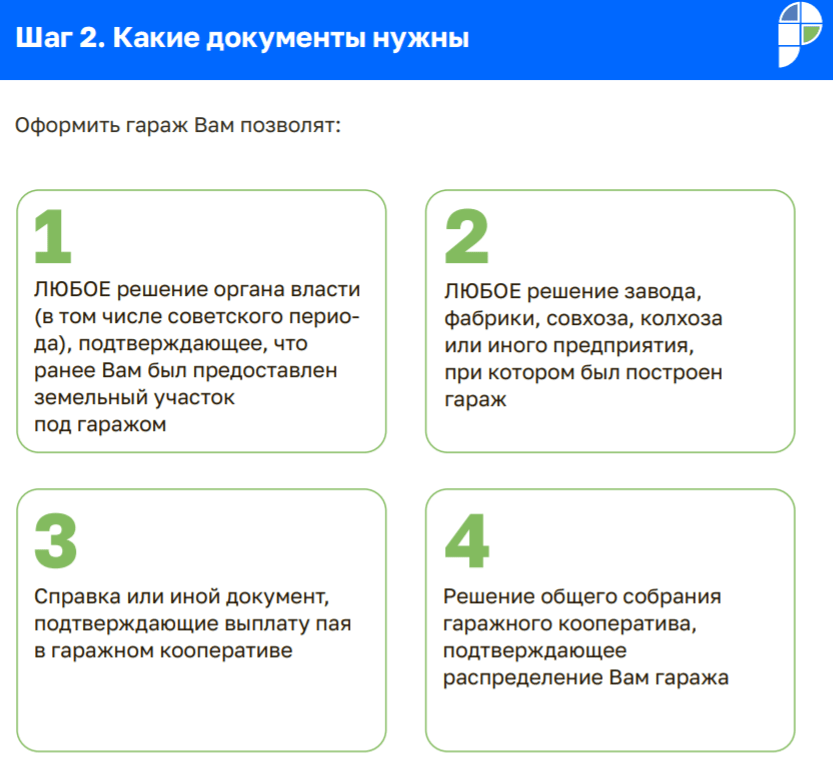 Шаг 2. Какие документы нужны
Оформить гараж Вам позволят:
1
ЛЮБОЕ решение органа власти
(в том числе советского перио-
да), подтверждающее, что
ранее Вам был предоставлен
земельный участок
под гаражом
2
ЛЮБОЕ решение завода,
фабрики, совхоза, колхоза
или иного предприятия,
при котором был построен
гараж
3
Справка или иной документ,
подтверждающие выплату пая
в гаражном кооперативе
4
Решение общего собрания
гаражного кооператива,
подтверждающее
распределение Вам гаража